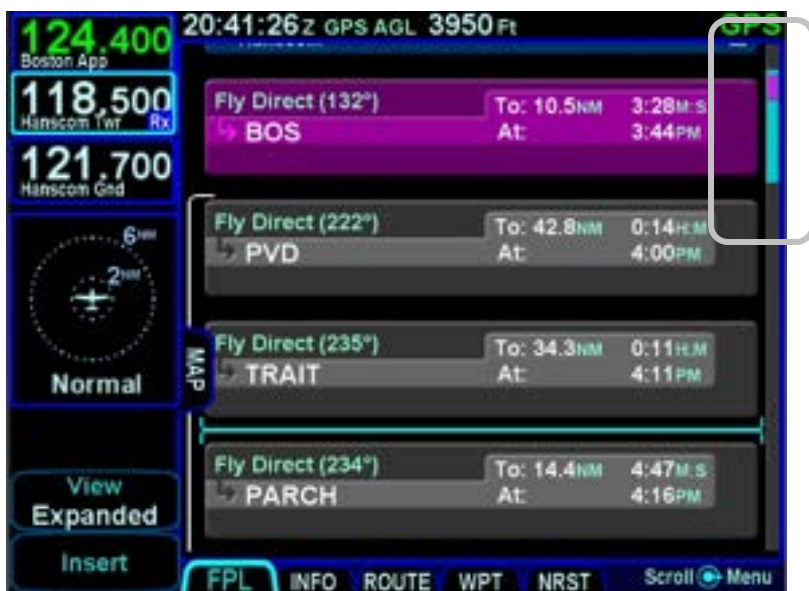 20:41:26Z GPS AGL 3950 Ft GPS
124.400
Boston App
118.500
Hanscom Twr Rx
121.700
Hanscom Gnd
6NM
2NM
Normal
View
Expanded
Insert
Fly Direct (132°) To: 10.5NM 3:28M:S
BOS At: 3:44PM
Fly Direct (222°) To: 42.8NM 0:14H:M
PVD At: 4:00PM
MAP
Fly Direct (235°) To: 34.3NM 0:11H:M
TRAIT At: 4:11PM
Fly Direct (234°) To: 14.4NM 4:47M:S
PARCH At: 4:16PM
FPL INFO ROUTE WPT NRST Scroll Menu